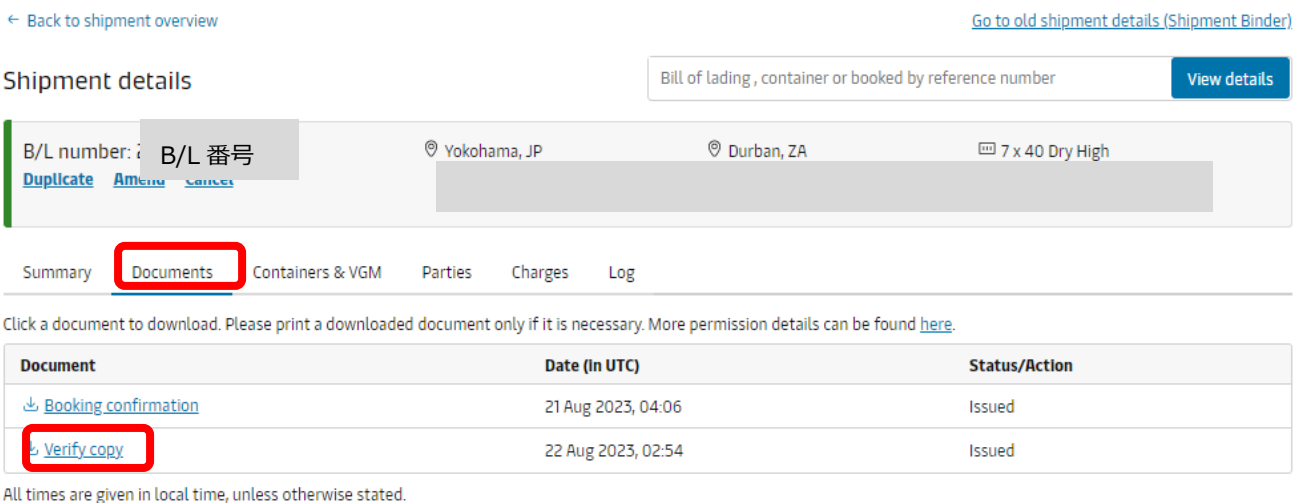 ← Back to shipment overview
Go to old shipment details (Shipment Binder)
Shipment details
Bill of lading , container or booked by reference number
View details
B/L number:
B/L 番号
Yokohama, JP
Durban, ZA
7 x 40 Dry High
Duplicate Amend Cancel
Summary Documents Containers & VGM Parties Charges Log
Click a document to download. Please print a downloaded document only if it is necessary. More permission details can be found here.
Document Date (in UTC) Status/Action
Booking confirmation 21 Aug 2023, 04:06 Issued
Verify copy 22 Aug 2023, 02:54 Issued
All times are given in local time, unless otherwise stated.